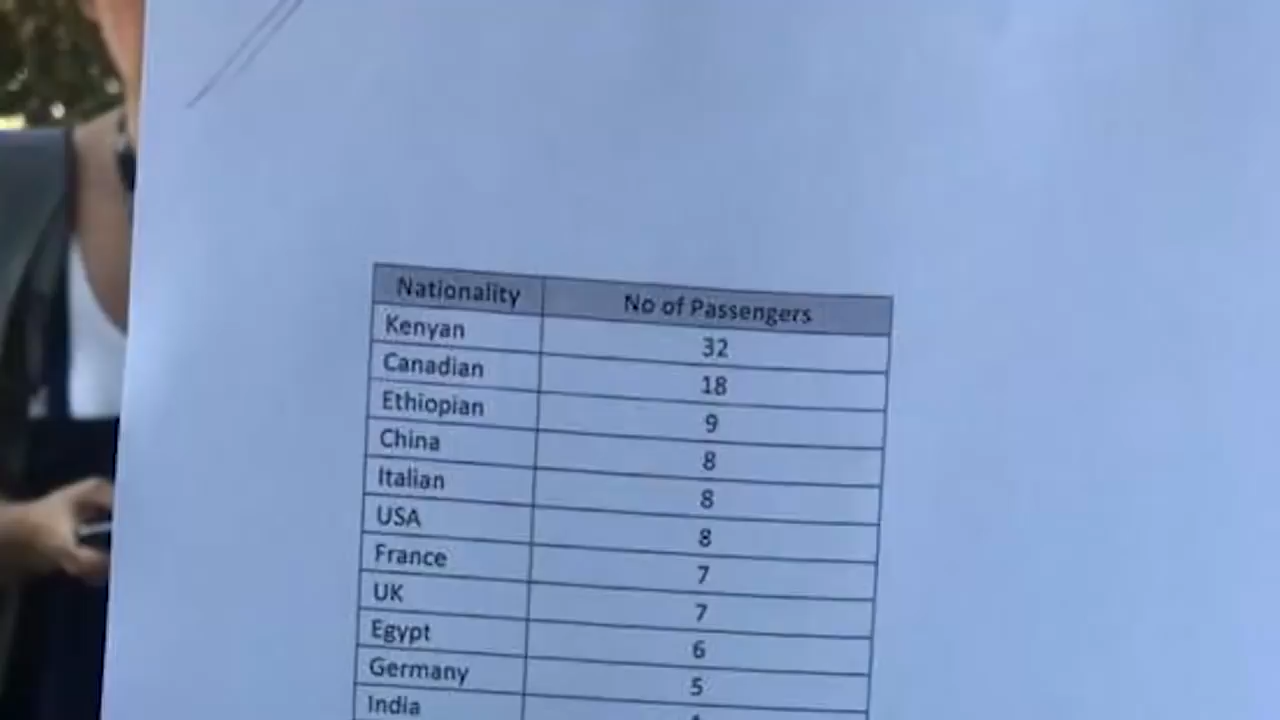 Nationality No of Passengers
Kenyan 32
Canadian 18
Ethiopian 9
China 8
Italian 8
USA 8
France 7
UK 7
Egypt 6
Germany 5
India